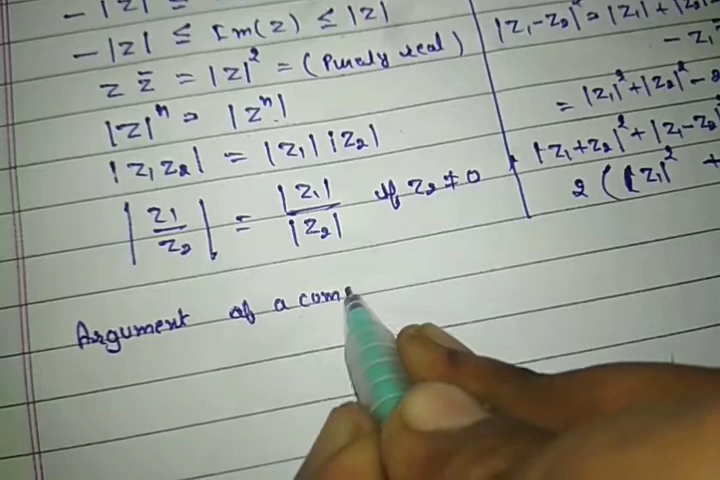 - |z| ≤
- |z| ≤ Im(z) ≤ |z|
z z̄ = |z|² = (Purely real)
|z|ⁿ = |zⁿ|
|z₁z₂| = |z₁| |z₂|
|z₁/z₂| = |z₁|/|z₂| if z₂ ≠ 0
Argument of a com
|z₁-z₂|² = |z₁| + |z₂|
- z₁
= |z₁|² + |z₂|² -
|z₁+z₂|² + |z₁-z₂|
2 (|z₁|² +